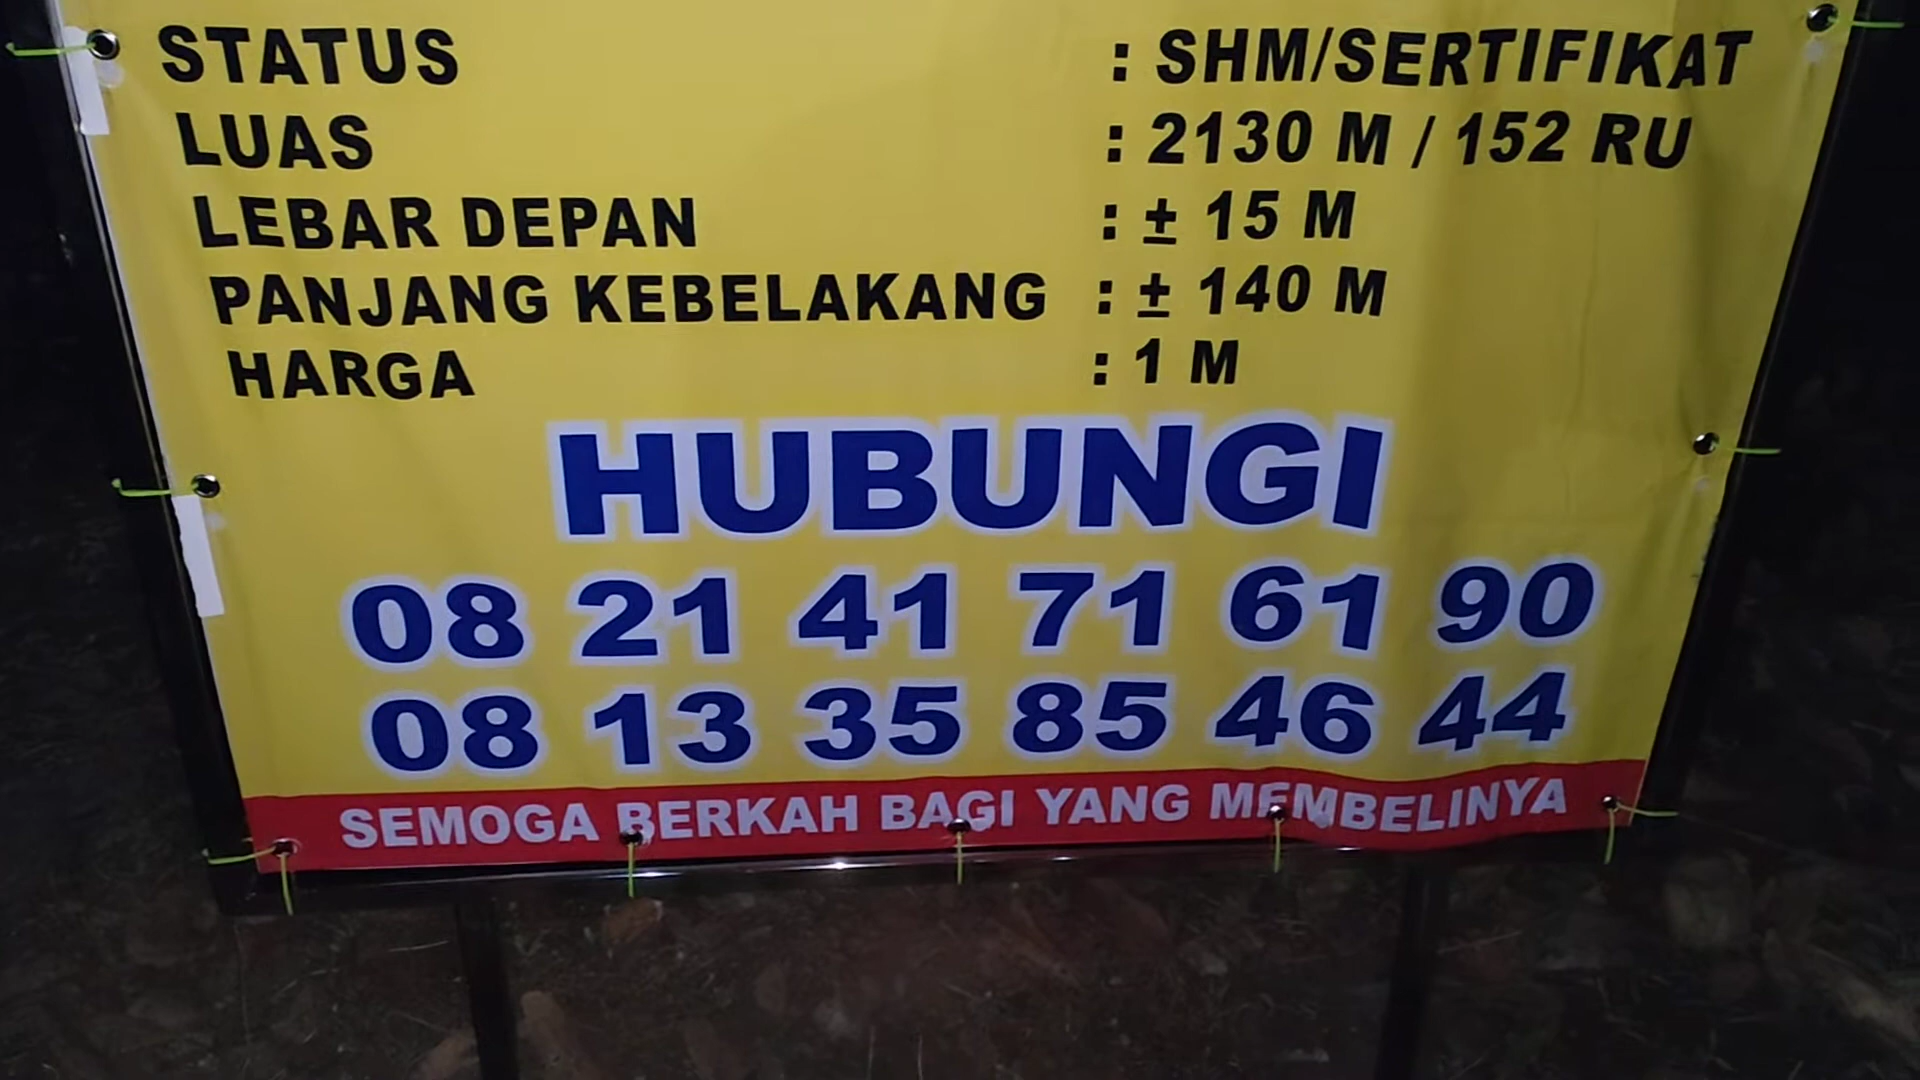 STATUS : SHM/SERTIFIKAT
LUAS : 2130 M / 152 RU
LEBAR DEPAN : ± 15 M
PANJANG KEBELAKANG : ± 140 M
HARGA : 1 M
HUBUNGI
08 21 41 71 61 90
08 13 35 85 46 44
SEMOGA BERKAH BAGI YANG MEMBELINYA